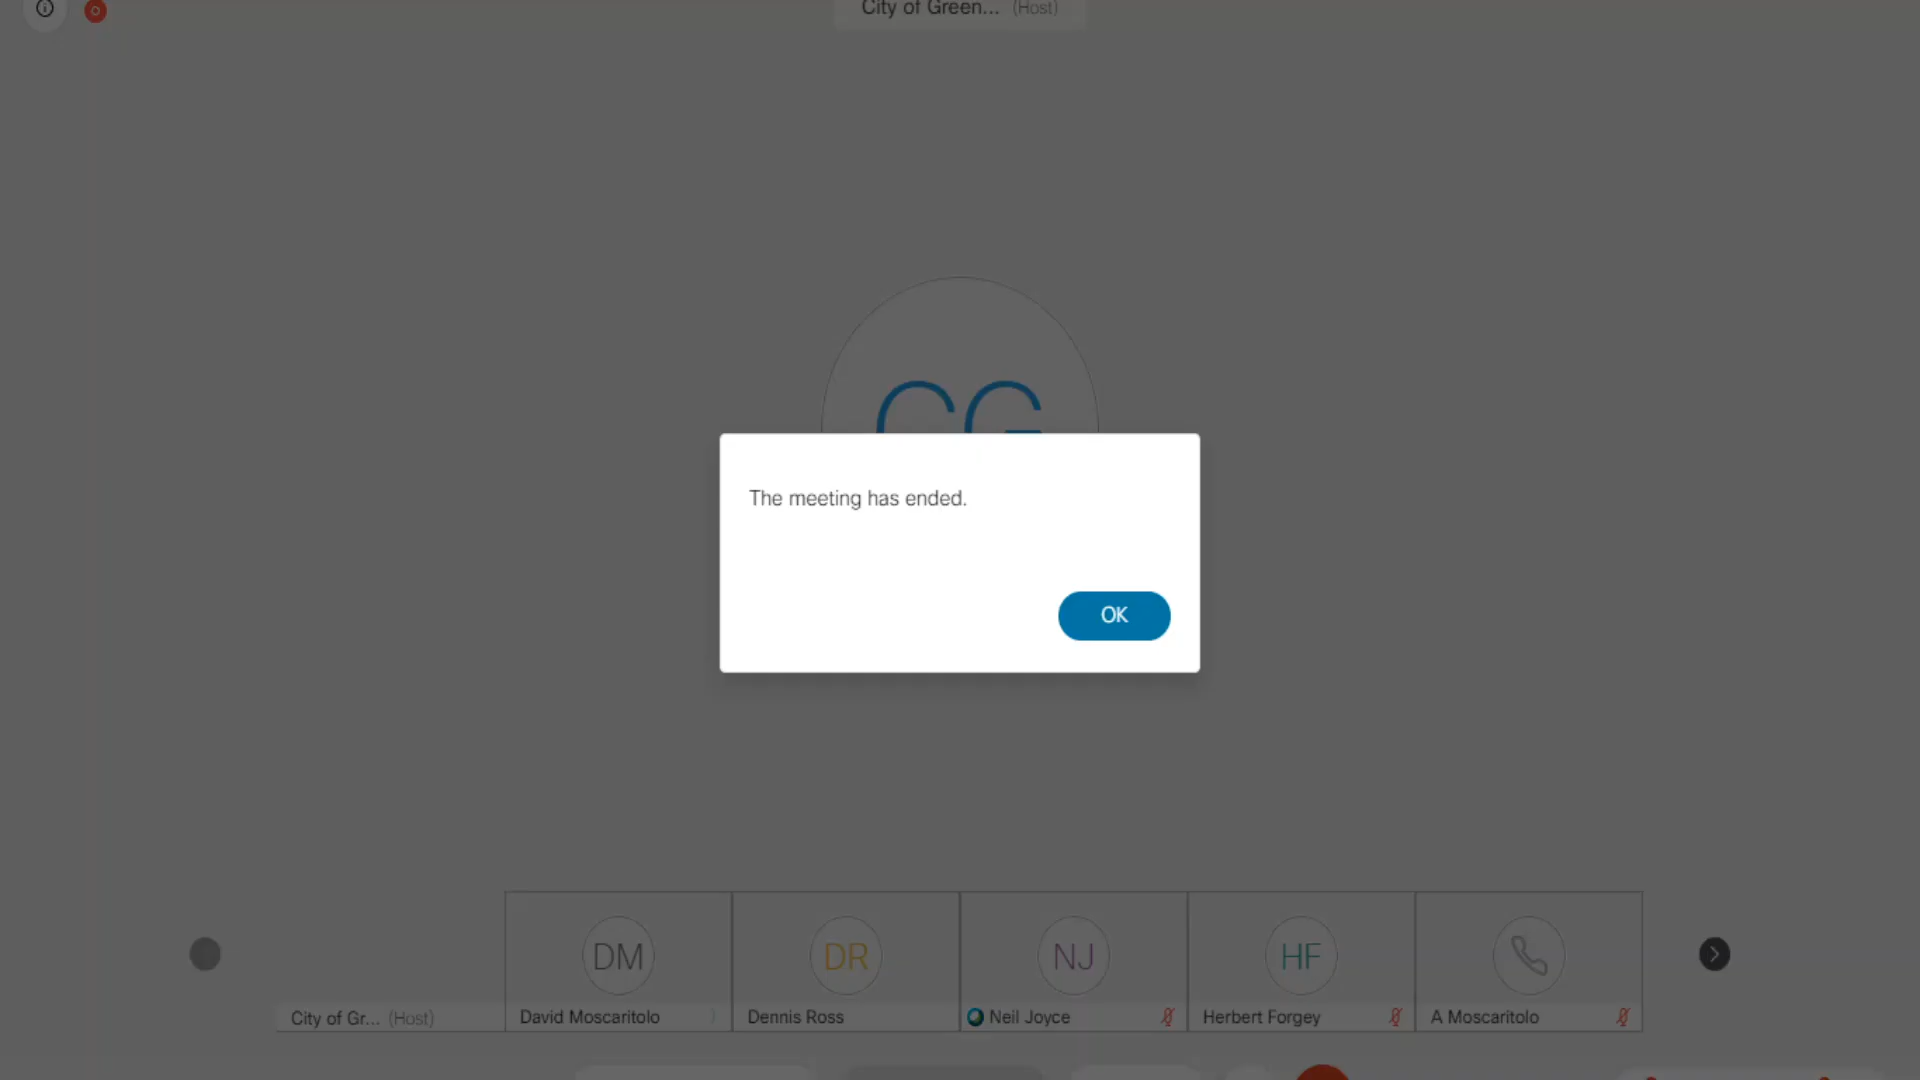 City of Green... (Host)
CG
The meeting has ended.
OK
DM
DR
NJ
HF
City of Gr... (Host)
David Moscaritolo
Dennis Ross
Neil Joyce
Herbert Forgey
A Moscaritolo